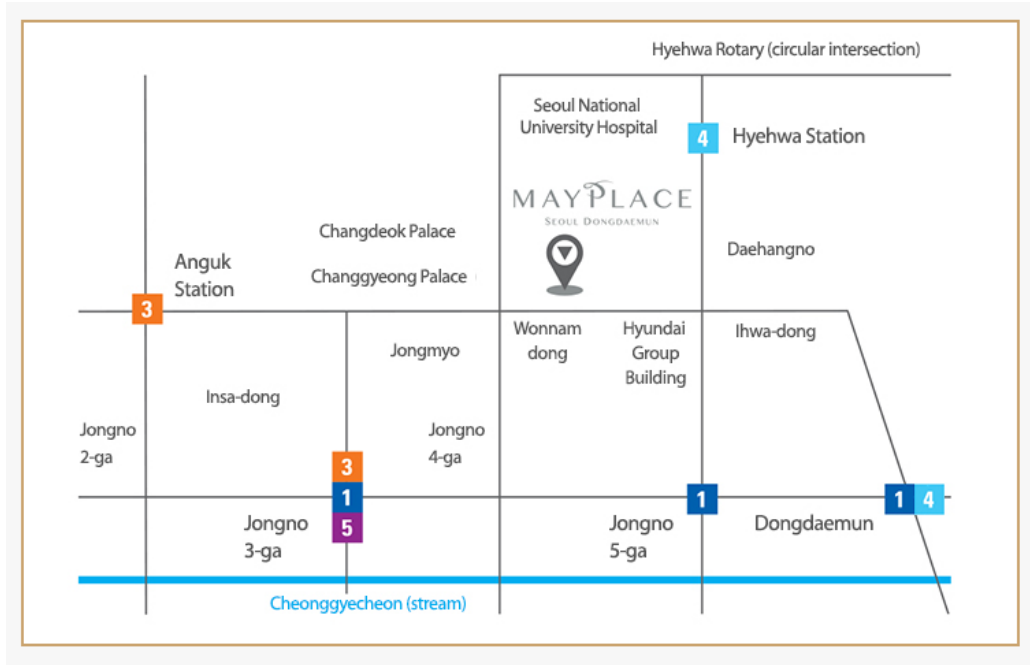 Hyehwa Rotary (circular intersection)
Seoul National
University Hospital
4
Hyehwa Station
MAYPLACE
SEOUL DONGDAEMUN
Changdeok Palace
Daehangno
Anguk
Station
Changgyeong Palace
3
Wonnam
dong
Hyundai
Group
Building
Ihwa-dong
Jongmyo
Insa-dong
Jongno
2-ga
Jongno
4-ga
3
1
5
1
1 4
Jongno
3-ga
Jongno
5-ga
Dongdaemun
Cheonggyecheon (stream)